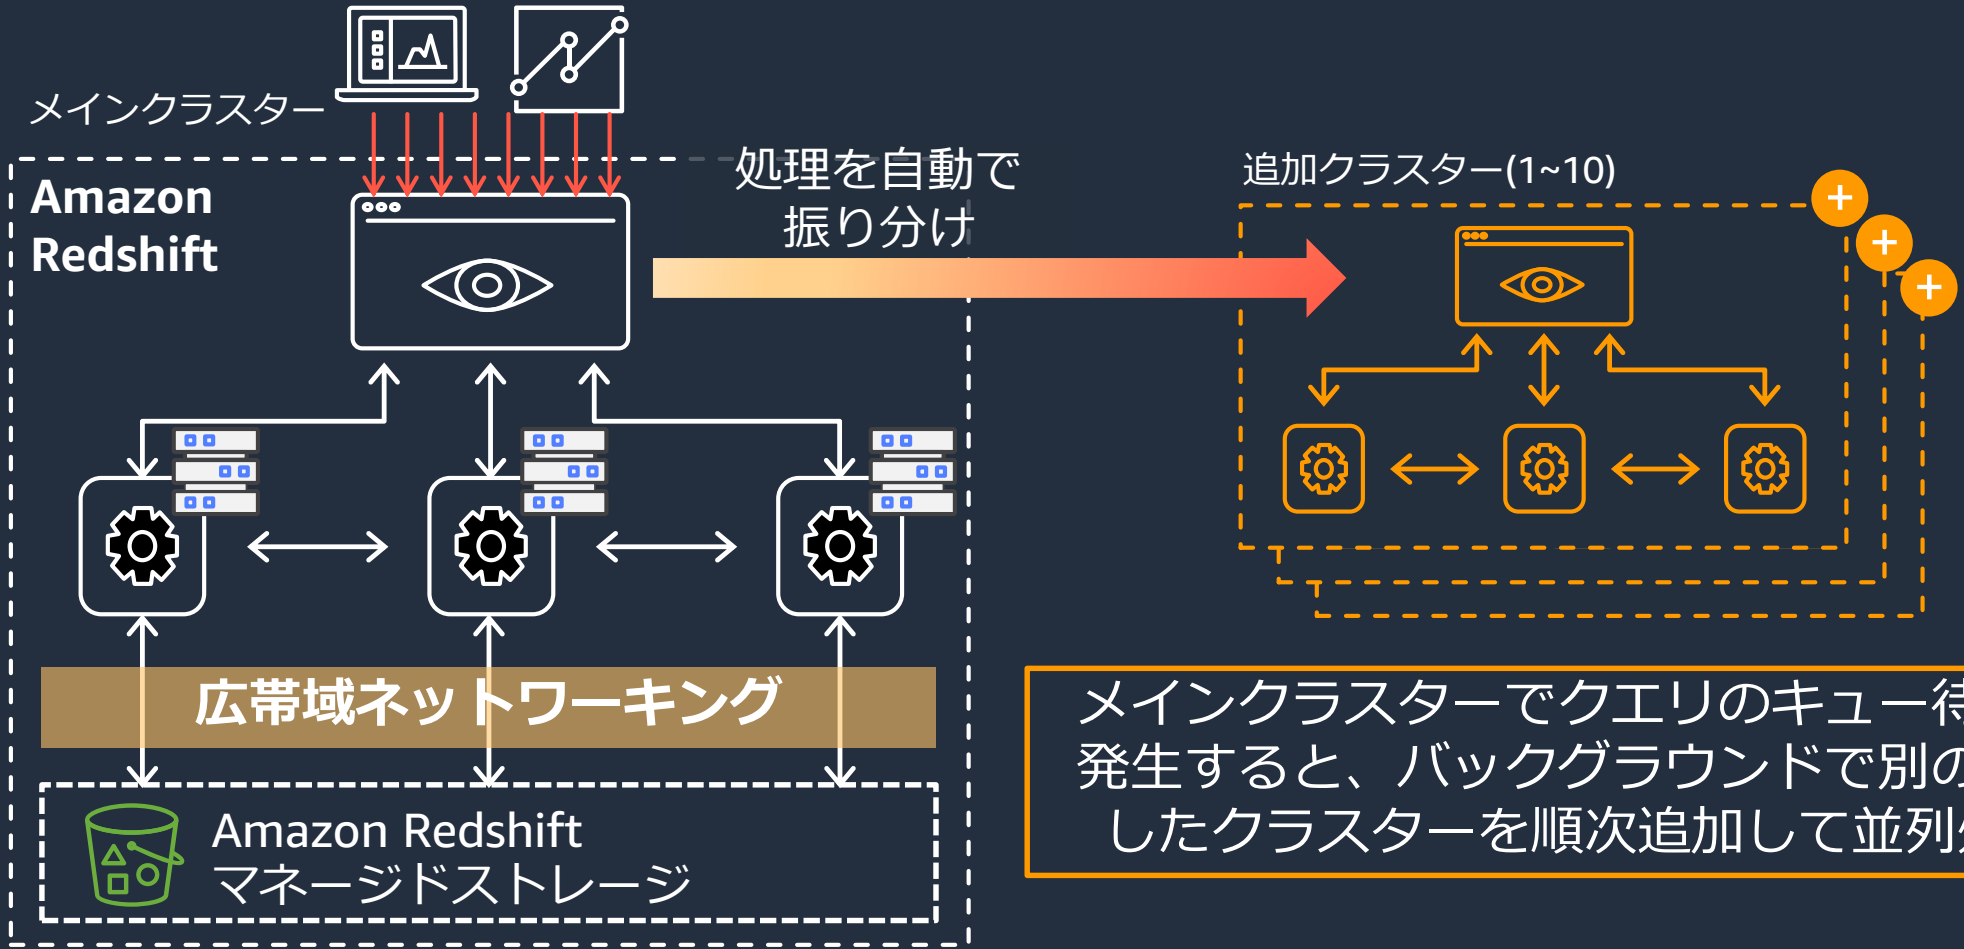 メインクラスター
Amazon
Redshift
処理を自動で
振り分け
追加クラスター(1~10)
広帯域ネットワーキング
Amazon Redshift
マネージドストレージ
メインクラスターでクエリのキュー待
発生すると、バックグラウンドで別の
したクラスターを順次追加して並列